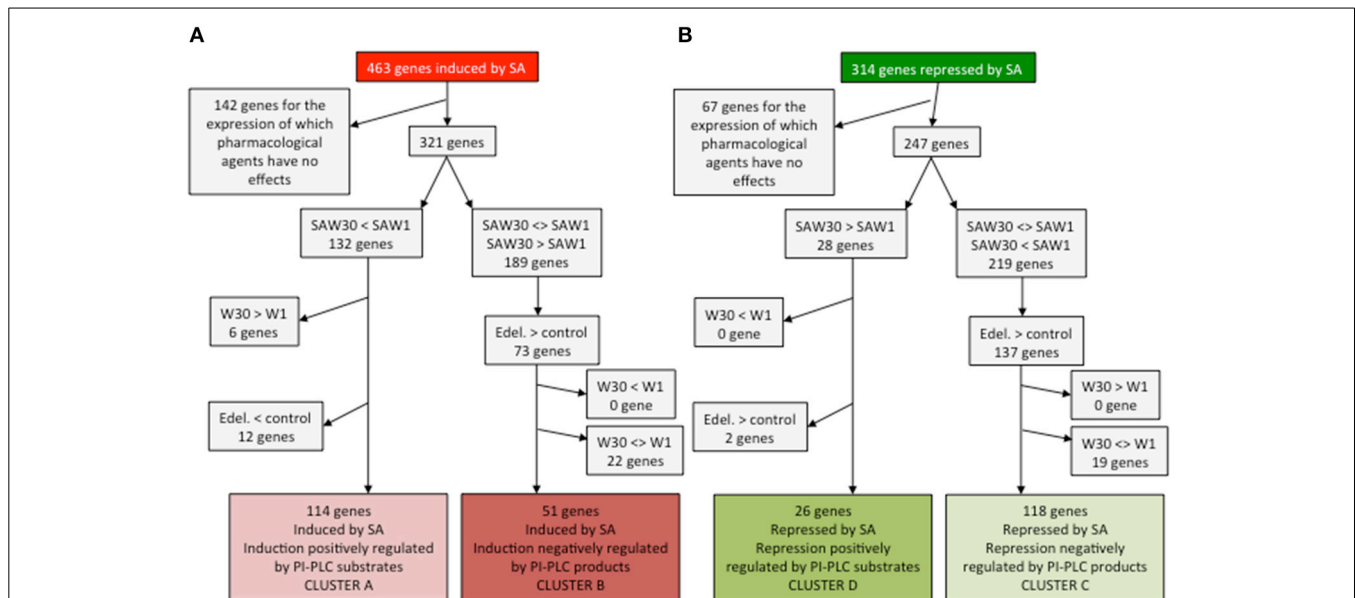 A
463 genes induced by SA
142 genes for the
expression of which
pharmacological
agents have no
effects
321 genes
SAW30 < SAW1
132 genes
SAW30 <> SAW1
SAW30 > SAW1
189 genes
W30 > W1
6 genes
Edel. > control
73 genes
W30 < W1
0 gene
Edel. < control
12 genes
W30 <> W1
22 genes
114 genes
Induced by SA
Induction positively regulated
by PI-PLC substrates
CLUSTER A
51 genes
Induced by SA
Induction negatively regulated
by PI-PLC products
CLUSTER B
B
314 genes repressed by SA
67 genes for the
expression of which
pharmacological
agents have no
effects
247 genes
SAW30 > SAW1
28 genes
SAW30 <> SAW1
SAW30 < SAW1
219 genes
W30 < W1
0 gene
Edel. > control
137 genes
W30 > W1
0 gene
Edel. > control
2 genes
W30 <> W1
19 genes
26 genes
Repressed by SA
Repression positively
regulated by PI-PLC substrates
CLUSTER D
118 genes
Repressed by SA
Repression negatively
regulated by PI-PLC products
CLUSTER C